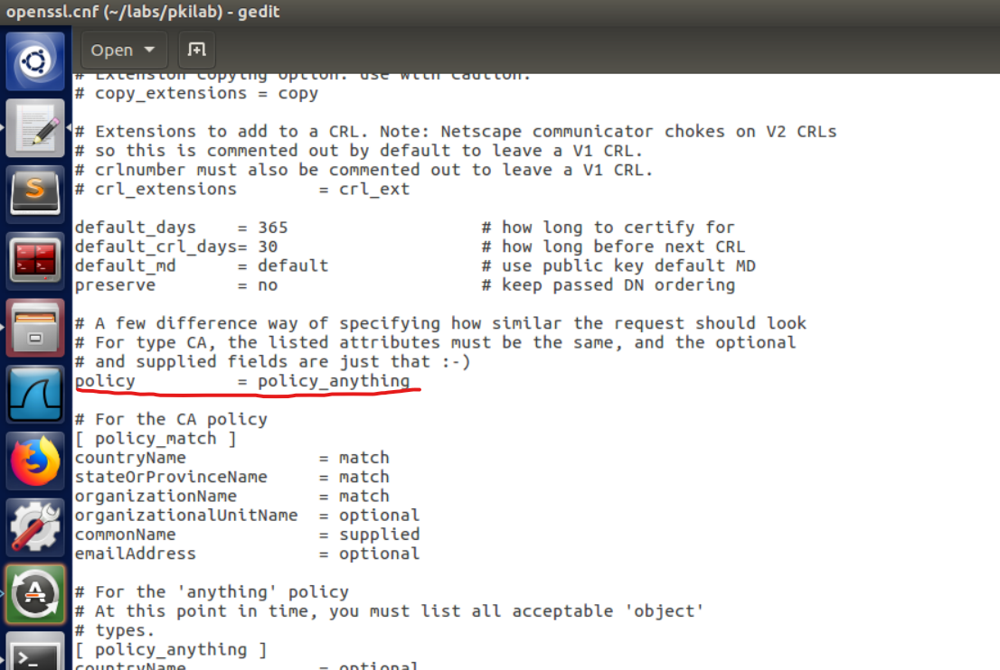 openssl.cnf (~/labs/pkilab) - gedit
Open
# Extension copying option: use with caution.
# copy_extensions = copy
# Extensions to add to a CRL. Note: Netscape communicator chokes on V2 CRLs
# so this is commented out by default to leave a V1 CRL.
# crlnumber must also be commented out to leave a V1 CRL.
# crl_extensions = crl_ext
default_days = 365 # how long to certify for
default_crl_days= 30 # how long before next CRL
default_md = default # use public key default MD
preserve = no # keep passed DN ordering
# A few difference way of specifying how similar the request should look
# For type CA, the listed attributes must be the same, and the optional
# and supplied fields are just that :-)
policy = policy_anything
# For the CA policy
[ policy_match ]
countryName = match
stateOrProvinceName = match
organizationName = match
organizationalUnitName = optional
commonName = supplied
emailAddress = optional
# For the 'anything' policy
# At this point in time, you must list all acceptable 'object'
# types.
[ policy_anything ]
countryName = optional